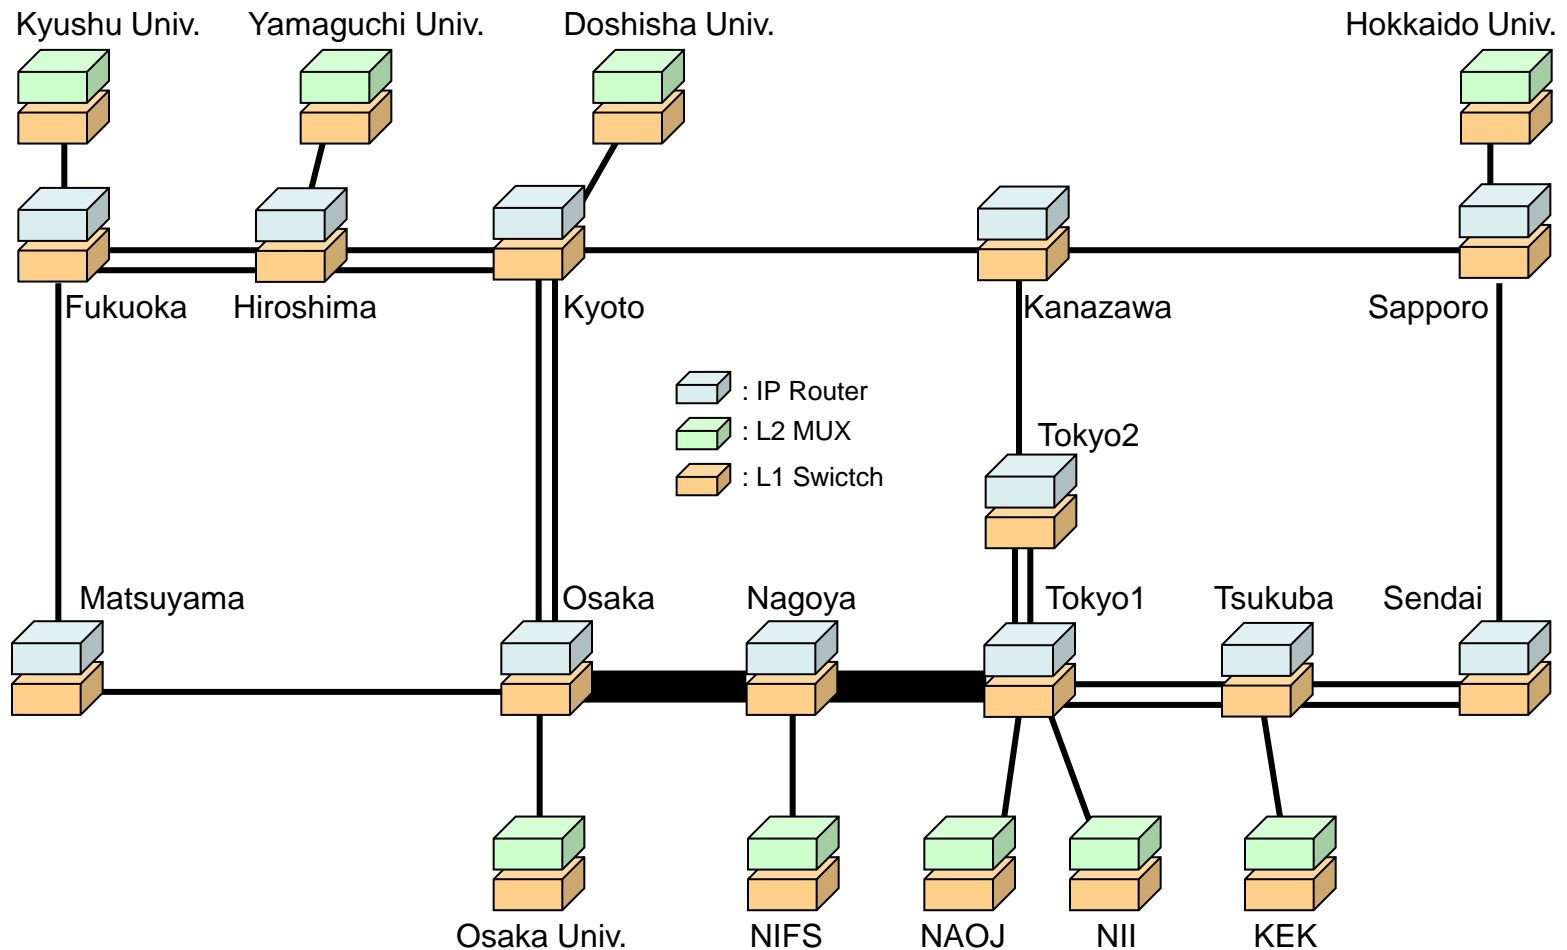 Kyushu Univ.
Yamaguchi Univ.
Doshisha Univ.
Hokkaido Univ.
Fukuoka
Hiroshima
Kyoto
Kanazawa
Sapporo
: IP Router
: L2 MUX
: L1 Swictch
Tokyo2
Matsuyama
Osaka
Nagoya
Tokyo1
Tsukuba
Sendai
Osaka Univ.
NIFS
NAOJ
NII
KEK